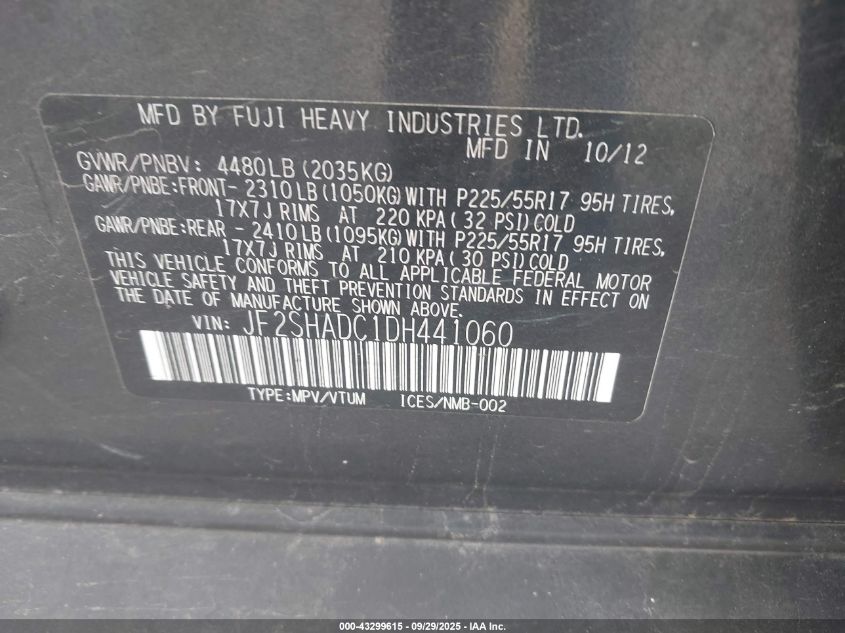 MFD BY FUJI HEAVY INDUSTRIES LTD.
MFD IN 10/12
GVWR/PNBV: 4480LB (2035KG)
GAWR/PNBE:FRONT- 2310LB (1050KG) WITH P225/55R17 95H TIRES,
17X7J RIMS AT 220 KPA ( 32 PSI) COLD
GAWR/PNBE:REAR - 2410LB (1095KG) WITH P225/55R17 95H TIRES,
17X7J RIMS AT 210 KPA ( 30 PSI) COLD
THIS VEHICLE CONFORMS TO ALL APPLICABLE FEDERAL MOTOR
VEHICLE SAFETY AND THEFT PREVENTION STANDARDS IN EFFECT ON
THE DATE OF MANUFACTURE SHOWN ABOVE.
VIN: JF2SHADC1DH441060
TYPE:MPV/VTUM ICES/NMB-002
000-43299615 - 09/29/2025 - IAA Inc.